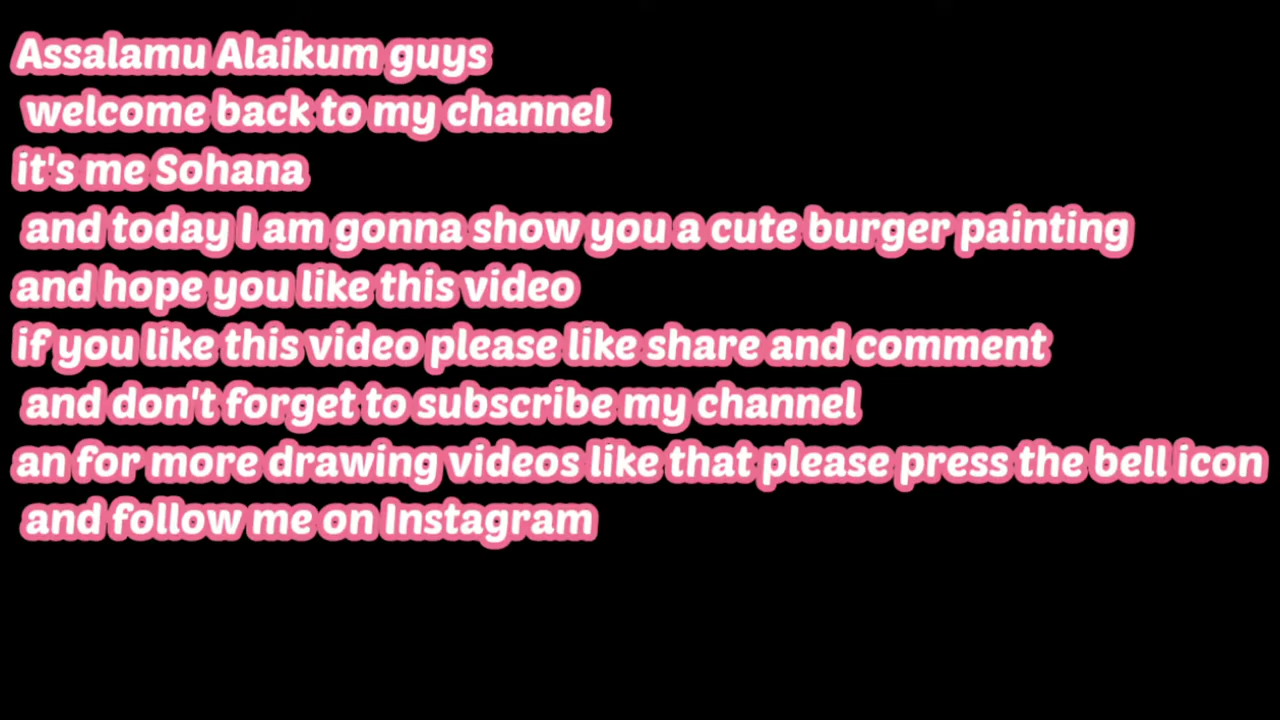 Assalamu Alaikum guys
welcome back to my channel
it's me Sohana
and today I am gonna show you a cute burger painting
and hope you like this video
if you like this video please like share and comment
and don't forget to subscribe my channel
an for more drawing videos like that please press the bell icon
and follow me on Instagram